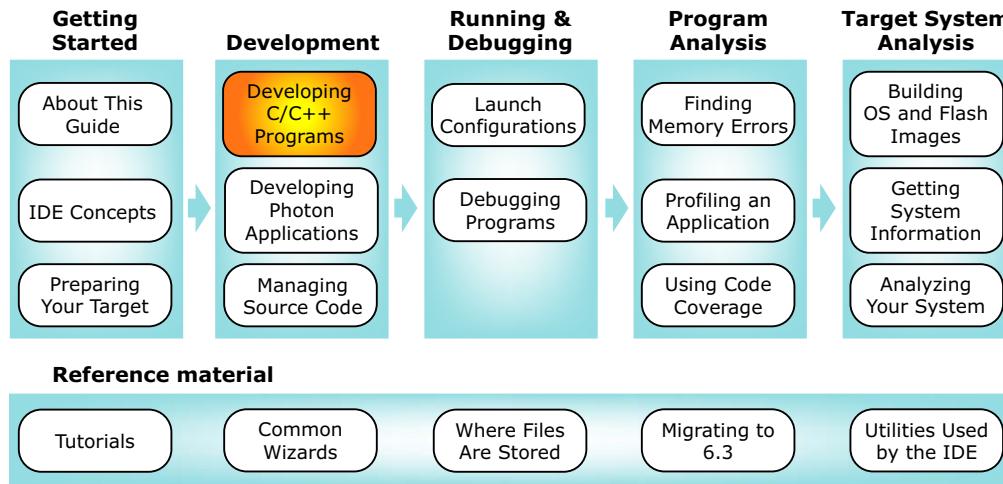 Getting
Started
Development
Running &
Debugging
Program
Analysis
Target System
Analysis
About This
Guide
IDE Concepts
Preparing
Your Target
Developing
C/C++
Programs
Developing
Photon
Applications
Managing
Source Code
Launch
Configurations
Debugging
Programs
Finding
Memory Errors
Profiling an
Application
Using Code
Coverage
Building
OS and Flash
Images
Getting
System
Information
Analyzing
Your System
Reference material
Tutorials
Common
Wizards
Where Files
Are Stored
Migrating to
6.3
Utilities Used
by the IDE